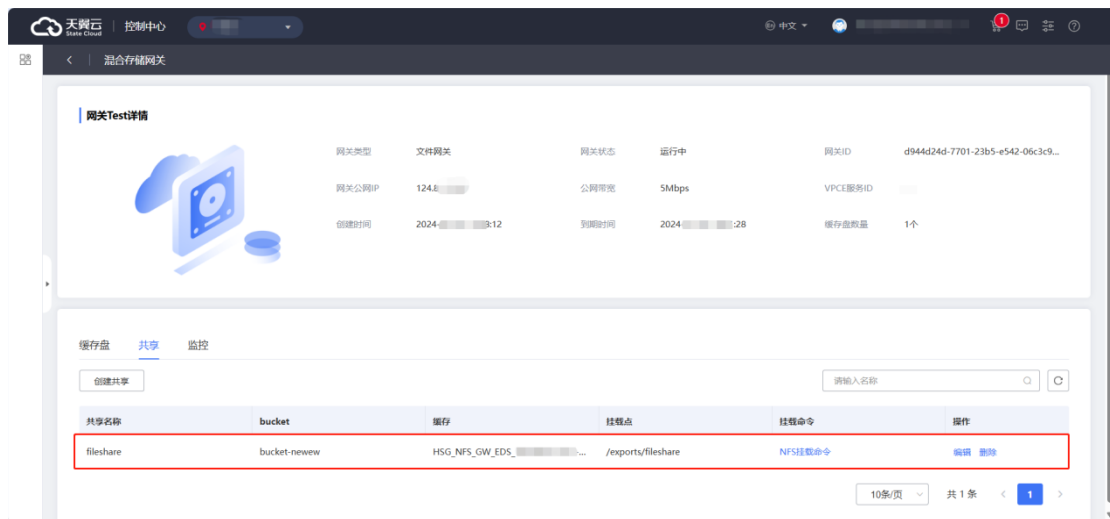 天翼云 控制中心 中文 1
State Cloud
混合存储网关
网关Test详情
网关类型 文件网关 网关状态 运行中 网关ID d944d24d-7701-23b5-e542-06c3c9...
网关公网IP 124.8 公网带宽 5Mbps VPCE服务ID
创建时间 2024- 3:12 到期时间 2024 :28 缓存盘数量 1个
缓存盘 共享 监控
创建共享 请输入名称
共享名称 bucket 缓存 挂载点 挂载命令 操作
fileshare bucket-newew HSG_NFS_GW_EDS_ ... /exports/fileshare NFS挂载命令 编辑 删除
10条/页 共 1 条 1